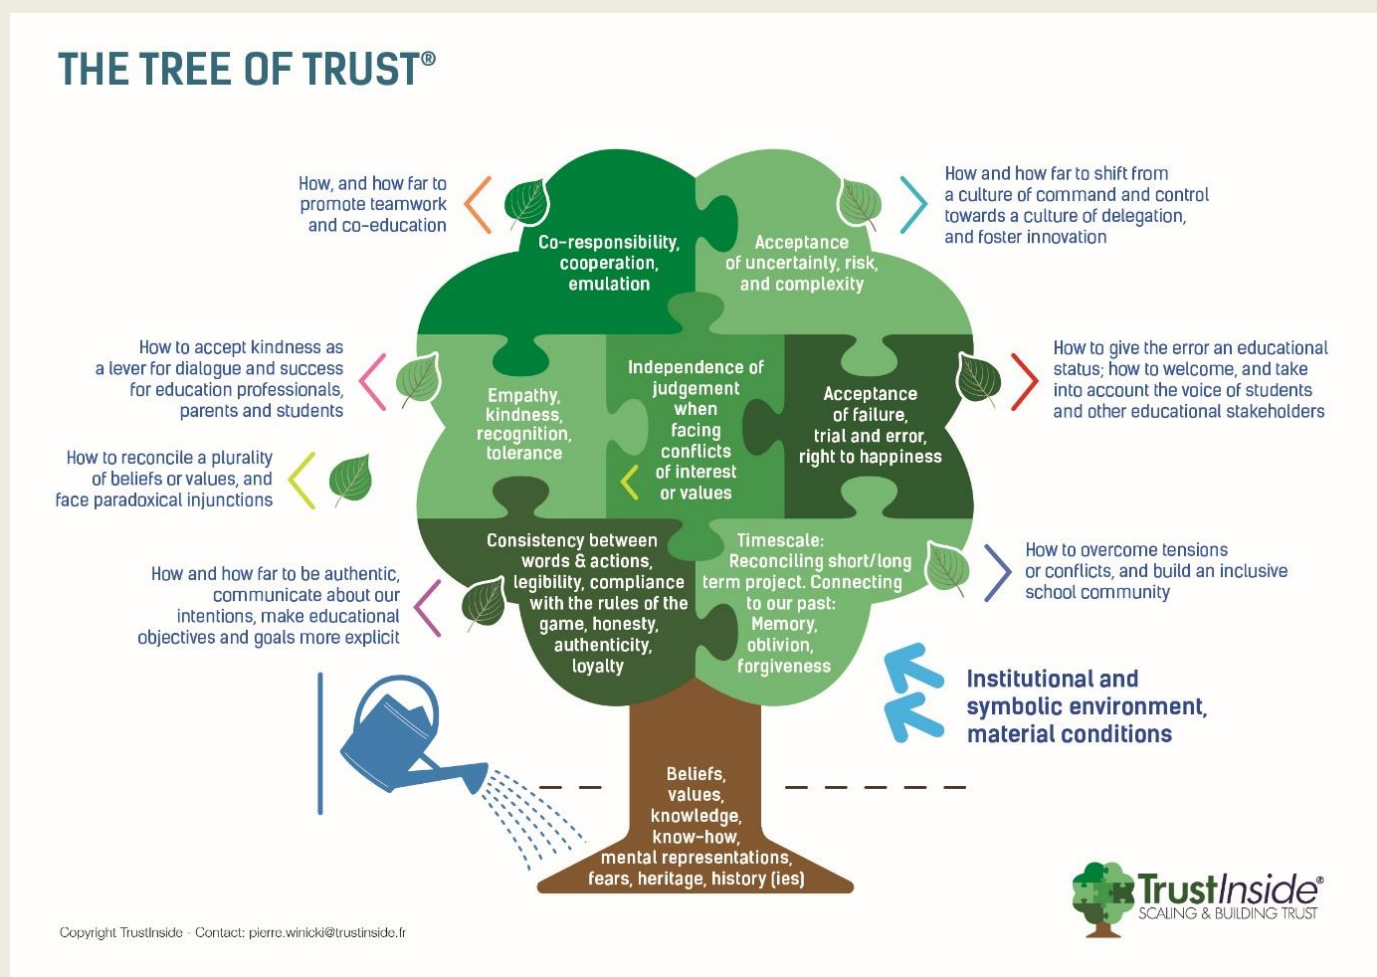 THE TREE OF TRUST®
How, and how far to
promote teamwork
and co-education
How and how far to shift from
a culture of command and control
towards a culture of delegation,
and foster innovation
Co-responsibility,
cooperation,
emulation
Acceptance
of uncertainly, risk,
and complexity
How to accept kindness as
a lever for dialogue and success
for education professionals,
parents and students
Empathy,
kindness,
recognition,
tolerance
Independence of
judgement
when
facing
conflicts
of interest
or values
Acceptance
of failure,
trial and error,
right to happiness
How to give the error an educational
status; how to welcome, and take
into account the voice of students
and other educational stakeholders
How to reconcile a plurality
of beliefs or values, and
face paradoxical injunctions
How and how far to be authentic,
communicate about our
intentions, make educational
objectives and goals more explicit
Consistency between
words & actions,
legibility, compliance
with the rules of the
game, honesty,
authenticity,
loyalty
Timescale:
Reconciling short/long
term project. Connecting
to our past:
Memory,
oblivion,
forgiveness
How to overcome tensions
or conflicts, and build an inclusive
school community
Institutional and
symbolic environment,
material conditions
Beliefs,
values,
knowledge,
know-how,
mental representations,
fears, heritage, history (ies)
TrustInside®
SCALING & BUILDING TRUST
Copyright TrustInside - Contact: pierre.winicki@trustinside.fr